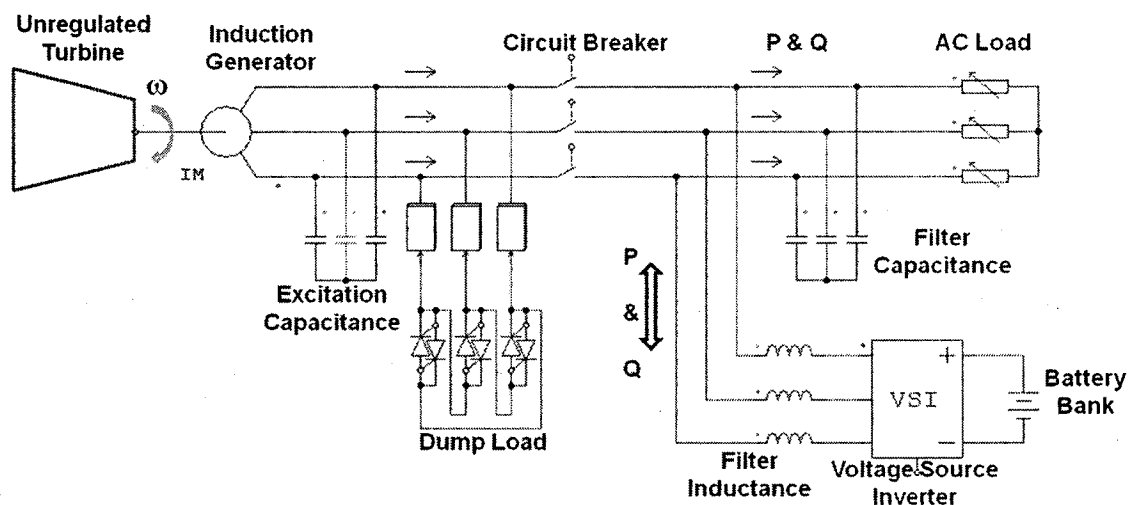 Unregulated
Turbine
Induction
Generator
Circuit Breaker
P & Q
AC Load
ω
IM
Excitation
Capacitance
Filter
Capacitance
P
&
Q
Dump Load
Filter
Inductance
VSI
+
−
Voltage Source
Inverter
Battery
Bank